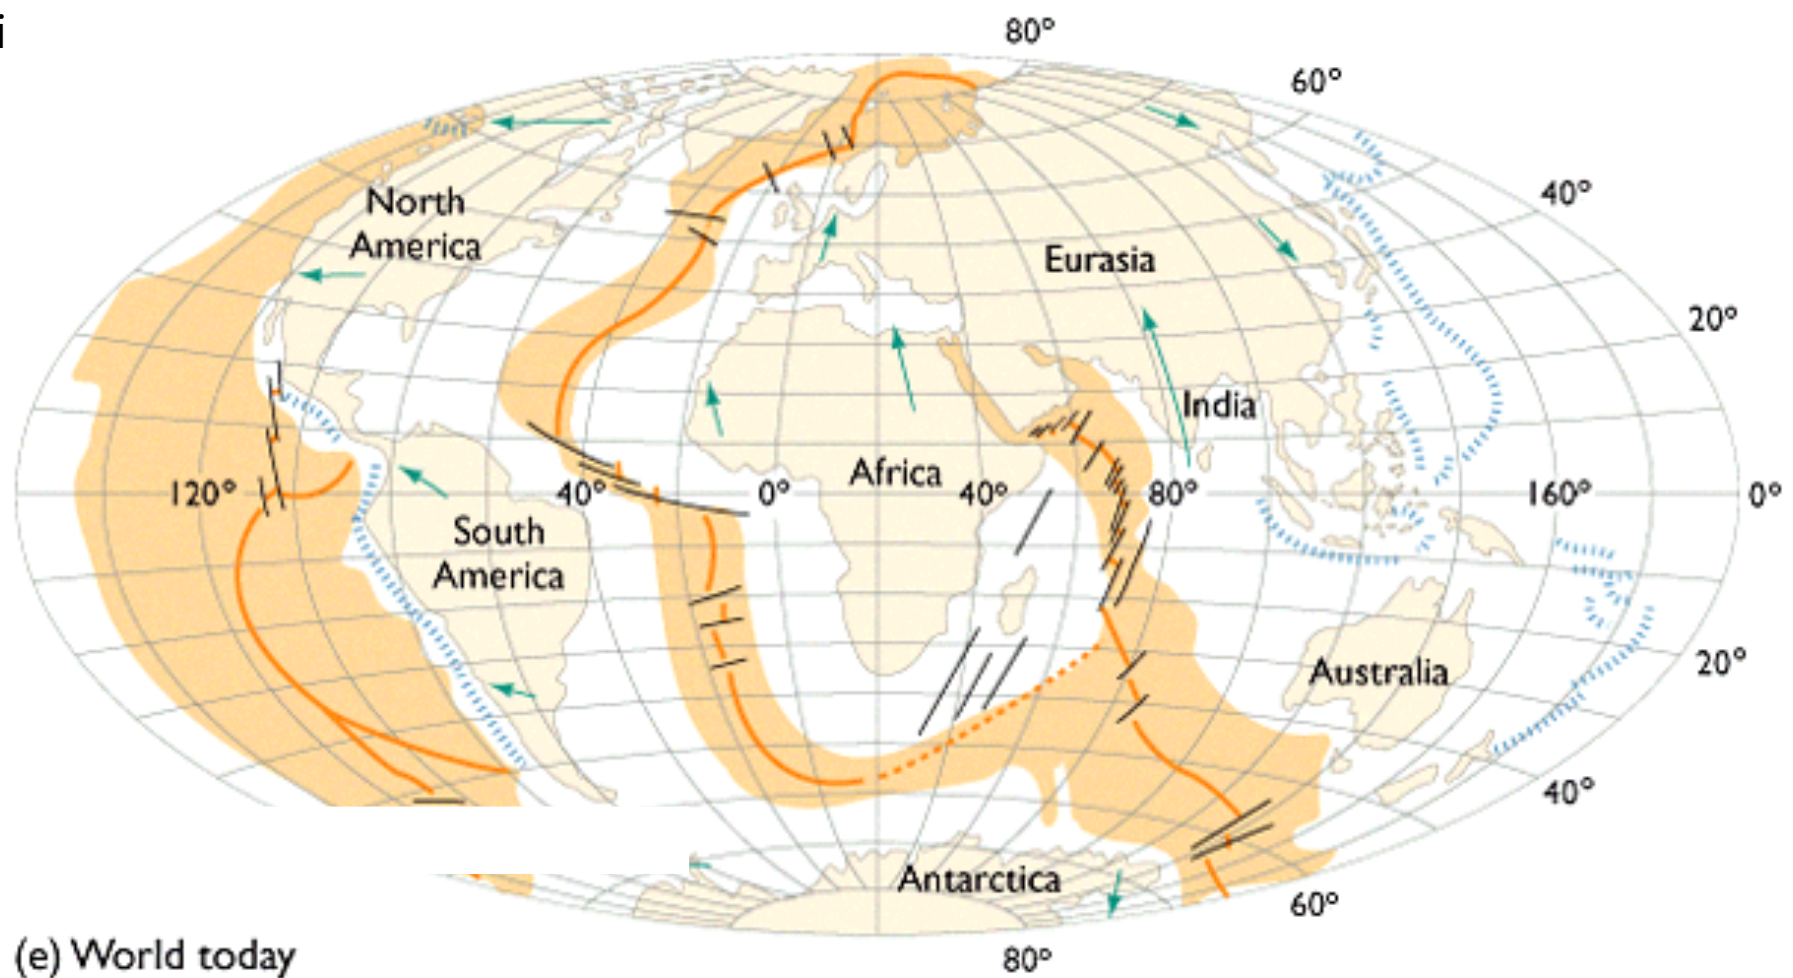 i
80°
60°
40°
North
America
Eurasia
20°
India
Africa
120°
40°
0°
40°
80°
160°
0°
South
America
Australia
20°
40°
Antarctica
60°
(e) World today
80°